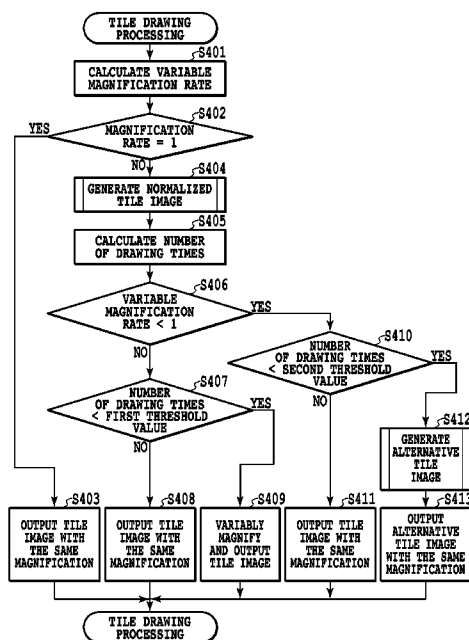 TILE DRAWING
PROCESSING
S401
CALCULATE VARIABLE
MAGNIFICATION RATE
S402
YES
MAGNIFICATION
RATE = 1
NO
S404
GENERATE NORMALIZED
TILE IMAGE
S405
CALCULATE NUMBER
OF DRAWING TIMES
S406
VARIABLE
MAGNIFICATION
RATE < 1
YES
NO
S410
NUMBER
OF DRAWING TIMES
< SECOND THRESHOLD
VALUE
YES
NO
S407
NUMBER
OF DRAWING TIMES
< FIRST THRESHOLD
VALUE
YES
NO
S412
GENERATE
ALTERNATIVE
TILE
IMAGE
S403
OUTPUT TILE
IMAGE WITH
THE SAME
MAGNIFICATION
S408
OUTPUT TILE
IMAGE WITH
THE SAME
MAGNIFICATION
S409
VARIABLY
MAGNIFY
AND OUTPUT
TILE IMAGE
S411
OUTPUT TILE
IMAGE WITH
THE SAME
MAGNIFICATION
S413
OUTPUT
ALTERNATIVE
TILE IMAGE
WITH THE SAME
MAGNIFICATION
TILE DRAWING
PROCESSING